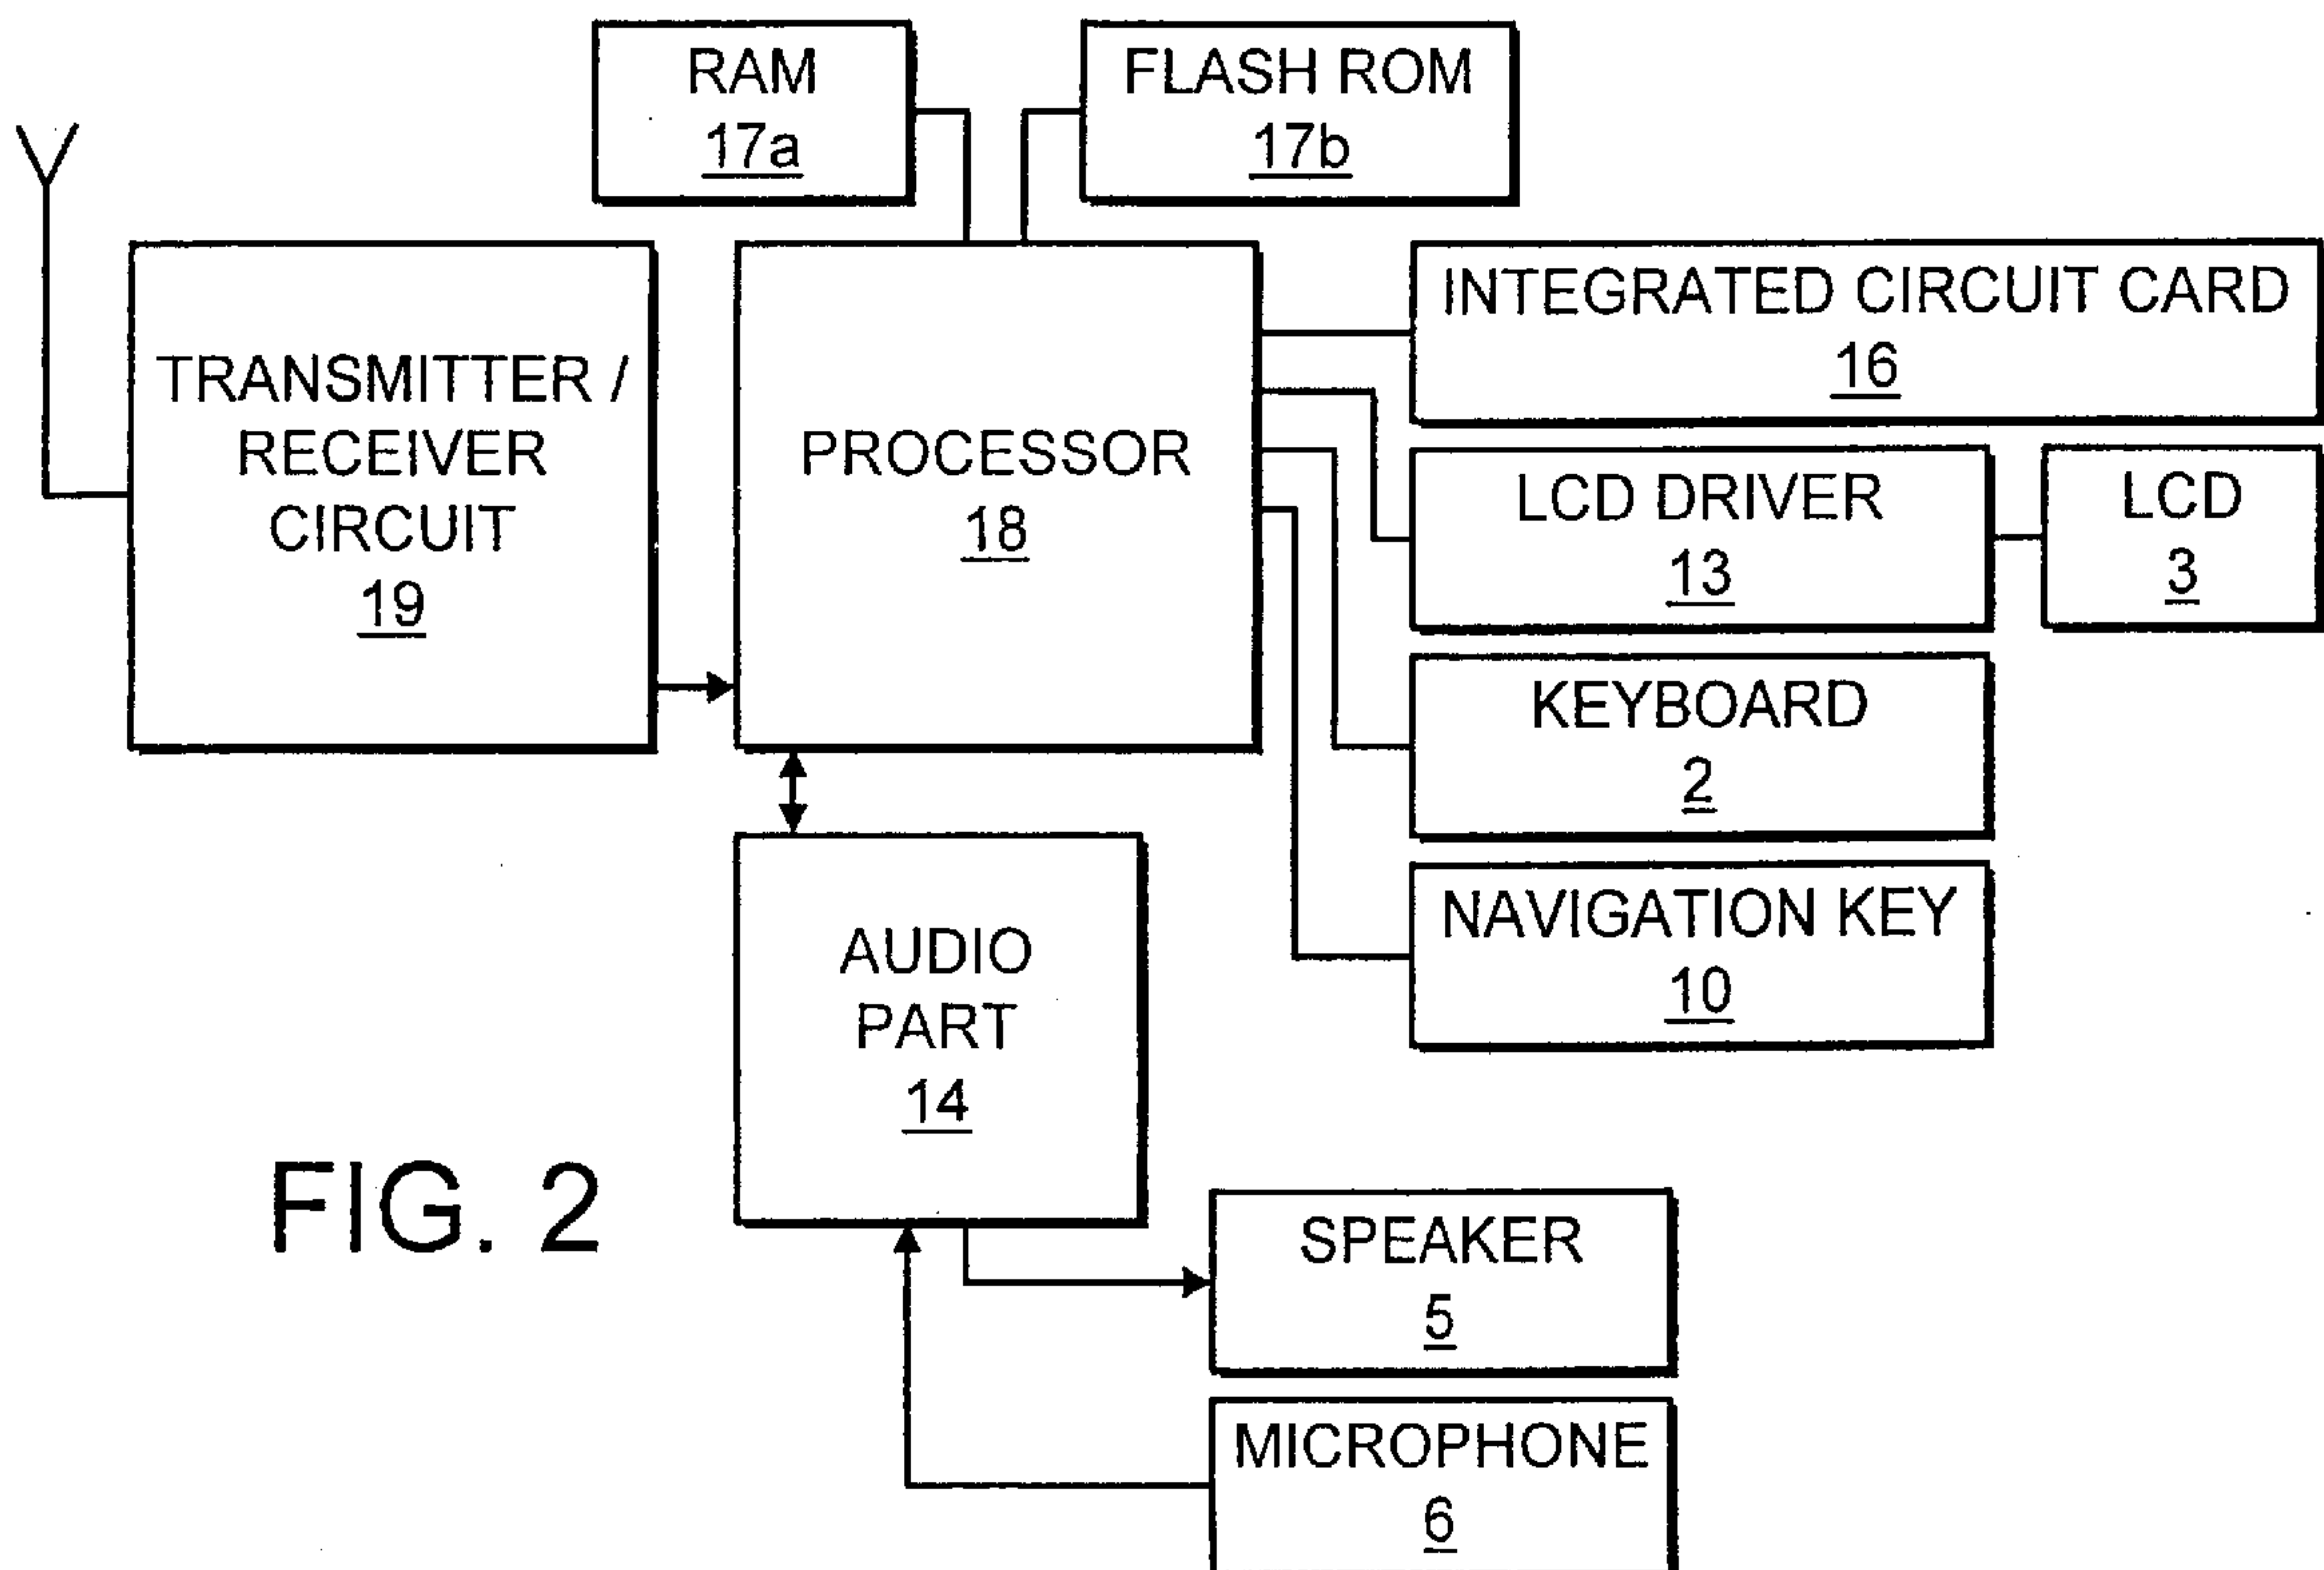 RAM
17a
FLASH ROM
17b
TRANSMITTER /
RECEIVER
CIRCUIT
19
PROCESSOR
18
INTEGRATED CIRCUIT CARD
16
LCD DRIVER
13
LCD
3
KEYBOARD
2
NAVIGATION KEY
10
AUDIO
PART
14
SPEAKER
5
MICROPHONE
6
FIG. 2